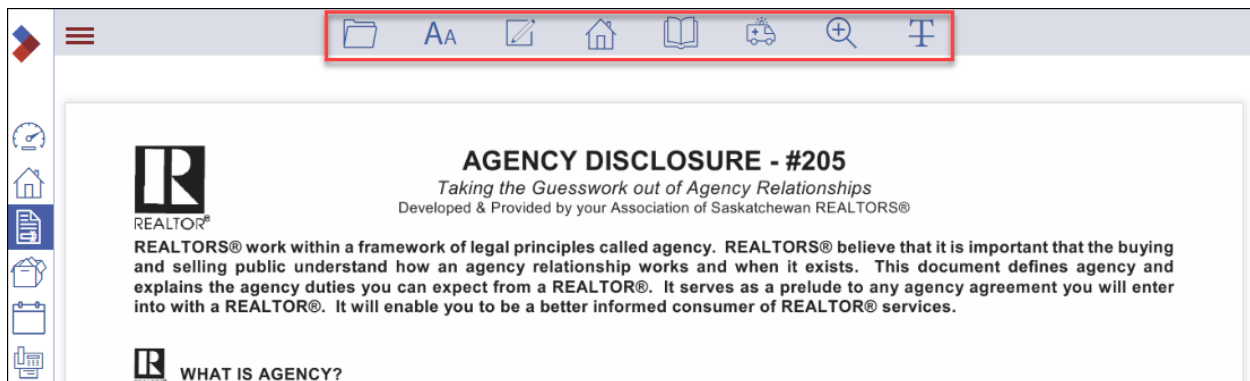 AA
T
AGENCY DISCLOSURE - #205
Taking the Guesswork out of Agency Relationships
Developed & Provided by your Association of Saskatchewan REALTORS®
R
REALTOR®
REALTORS® work within a framework of legal principles called agency. REALTORS® believe that it is important that the buying
and selling public understand how an agency relationship works and when it exists. This document defines agency and
explains the agency duties you can expect from a REALTOR®. It serves as a prelude to any agency agreement you will enter
into with a REALTOR®. It will enable you to be a better informed consumer of REALTOR® services.
R
WHAT IS AGENCY?